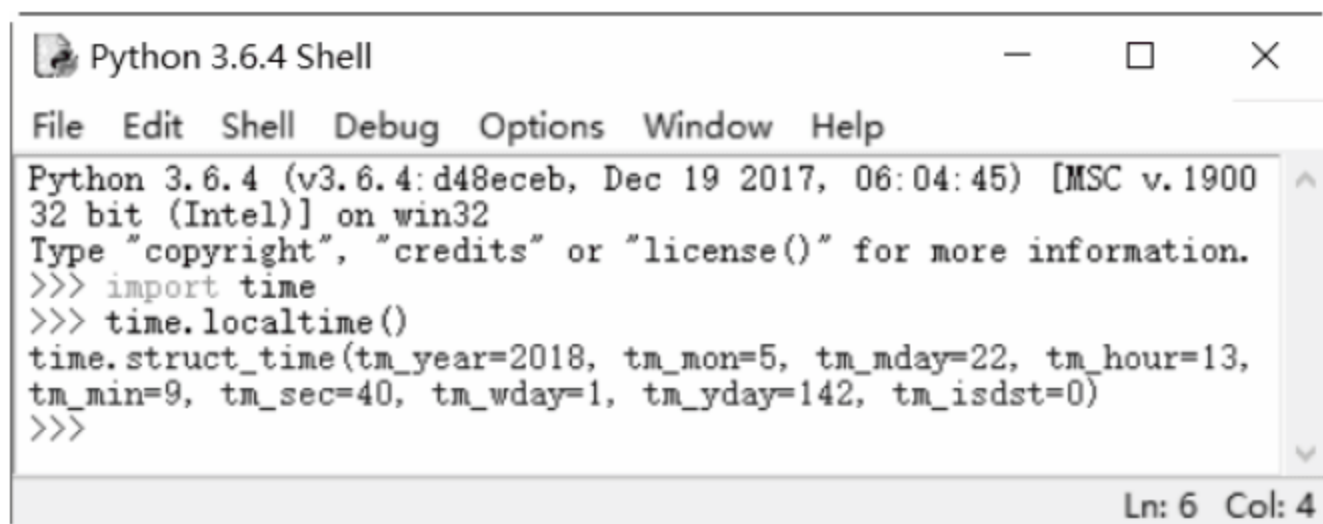 Python 3.6.4 Shell
File Edit Shell Debug Options Window Help
Python 3.6.4 (v3.6.4:d48eceb, Dec 19 2017, 06:04:45) [MSC v.1900
32 bit (Intel)] on win32
Type "copyright", "credits" or "license()" for more information.
>>> import time
>>> time.localtime()
time.struct_time(tm_year=2018, tm_mon=5, tm_mday=22, tm_hour=13,
tm_min=9, tm_sec=40, tm_wday=1, tm_yday=142, tm_isdst=0)
>>>
Ln: 6 Col: 4